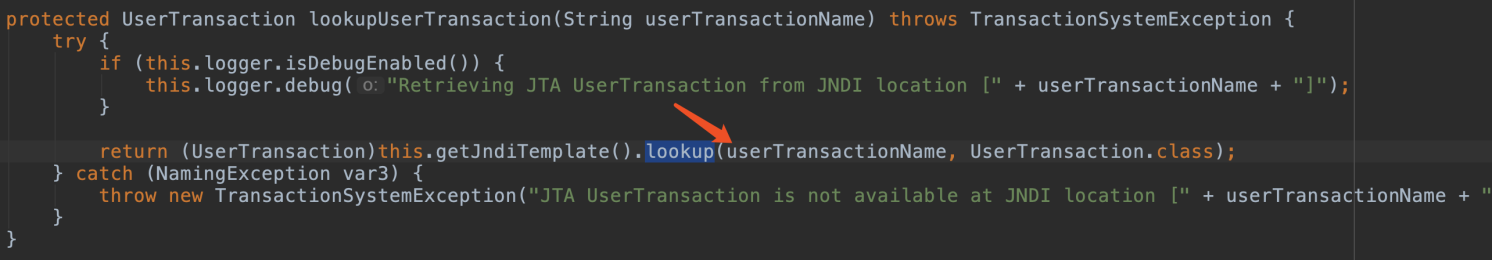 protected UserTransaction lookupUserTransaction(String userTransactionName) throws TransactionSystemException {
try {
if (this.logger.isDebugEnabled()) {
this.logger.debug( o: "Retrieving JTA UserTransaction from JNDI location [" + userTransactionName + "]");
}
return (UserTransaction)this.getJndiTemplate().lookup(userTransactionName, UserTransaction.class);
} catch (NamingException var3) {
throw new TransactionSystemException("JTA UserTransaction is not available at JNDI location [" + userTransactionName + "
}
}